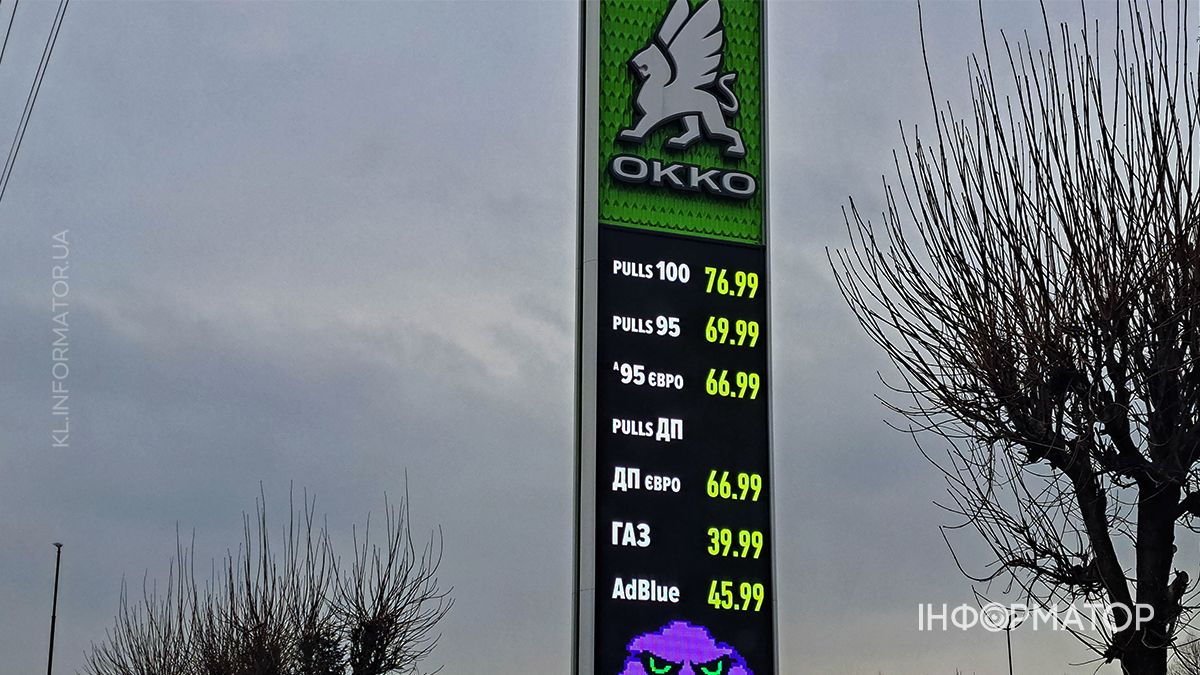 OKKO
PULLS 100 76.99
PULLS 95 69.99
А95 ЄВРО 66.99
PULLS ДП
ДП ЄВРО 66.99
ГАЗ 39.99
AdBlue 45.99
KL.INFORMATOR.UA
ІНФОРМАТОР